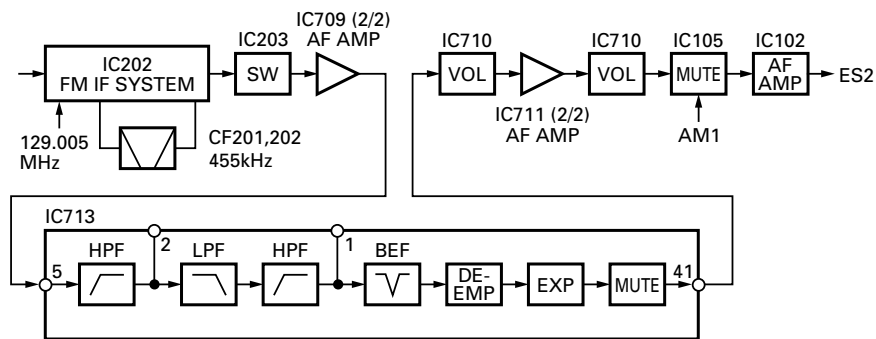 IC709 (2/2)
AF AMP
IC202
FM IF SYSTEM
IC203
SW
129.005
MHz
CF201,202
455kHz
IC710
VOL
IC711 (2/2)
AF AMP
IC710
VOL
IC105
MUTE
AM1
IC102
AF
AMP
ES2
IC713
5
HPF
2
LPF
HPF
1
BEF
DE-
EMP
EXP
MUTE
41